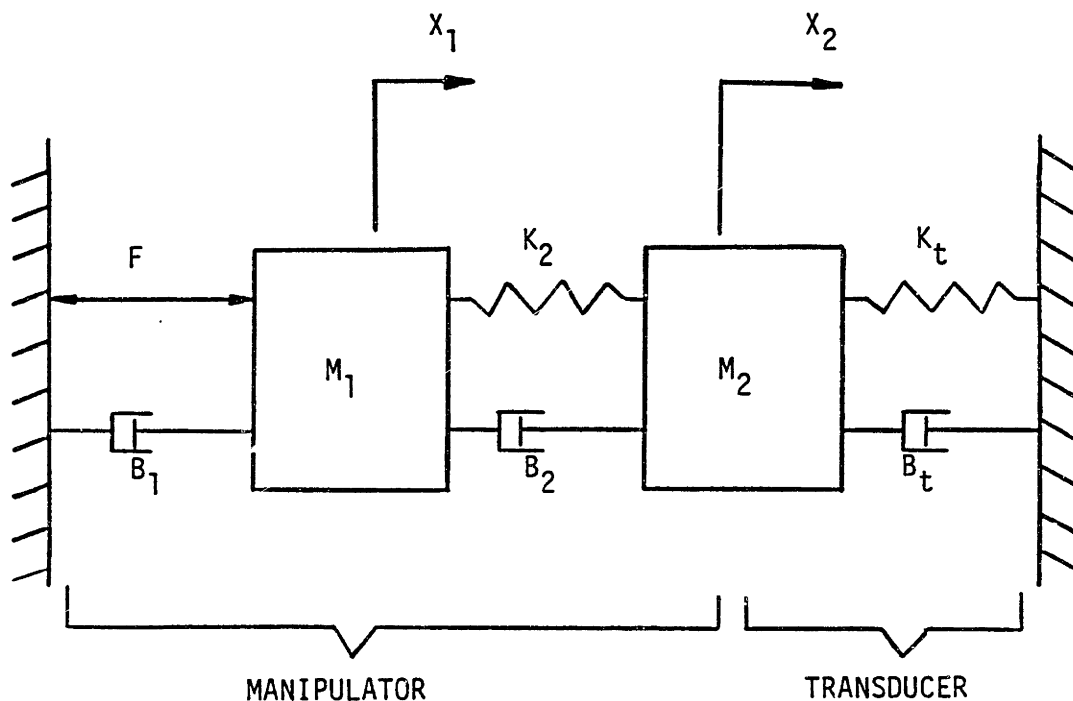 X1
X2
F
K2
Kt
M1
M2
B1
B2
Bt
MANIPULATOR
TRANSDUCER